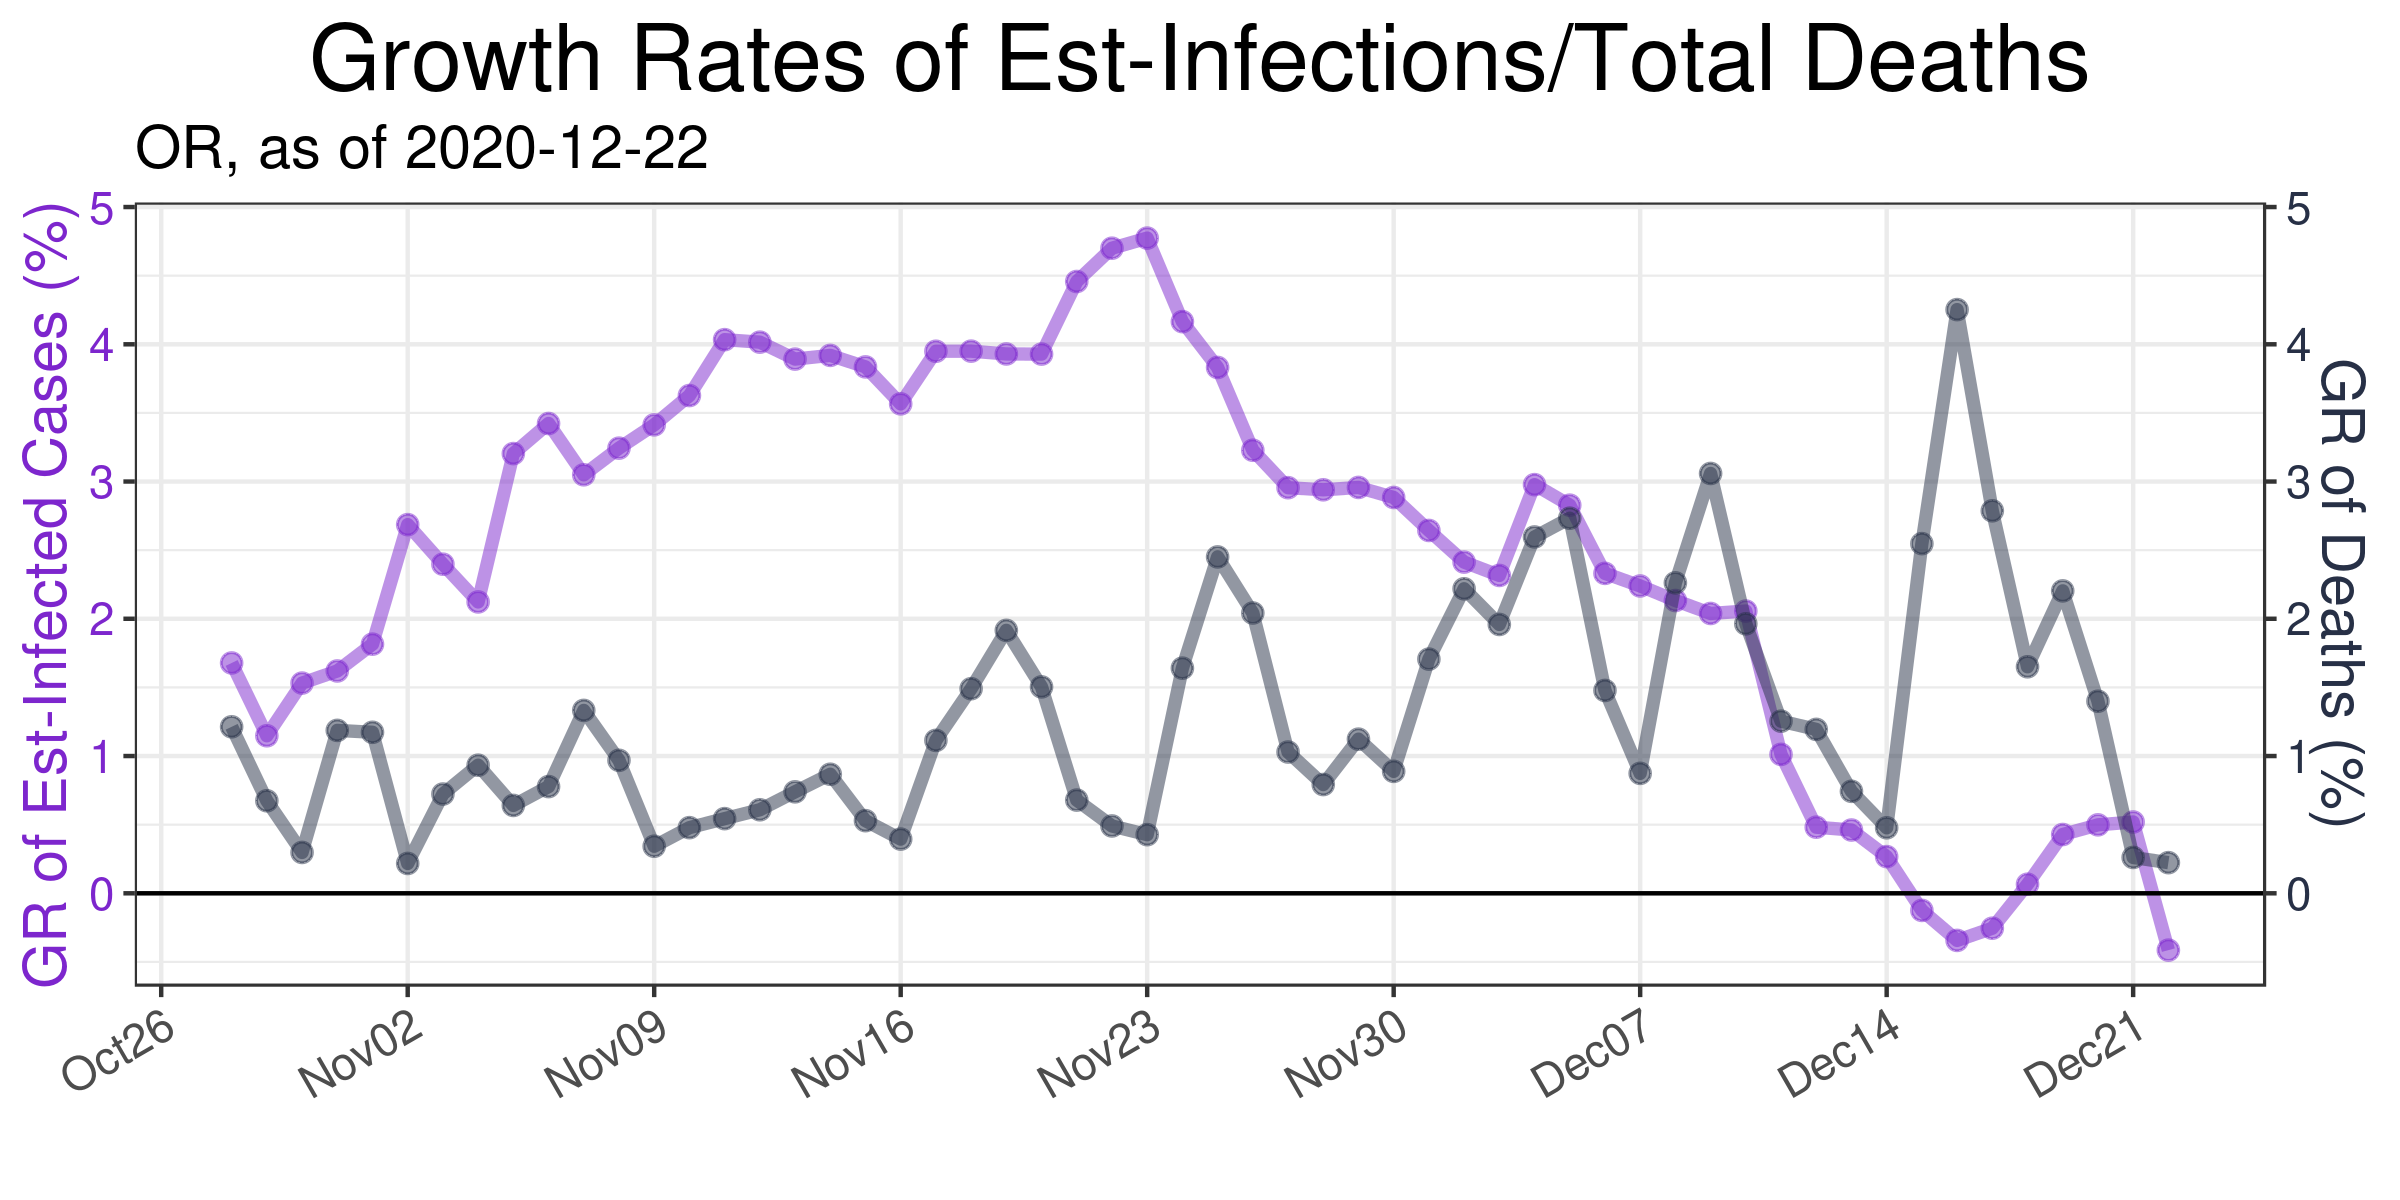 Growth Rates of Est-Infections/Total Deaths
OR, as of 2020-12-22
GR of Est-Infected Cases (%)
5
4
3
2
1
0
5
4
3
2
1
0
GR of Deaths (%)
Oct26
Nov02
Nov09
Nov16
Nov23
Nov30
Dec07
Dec14
Dec21